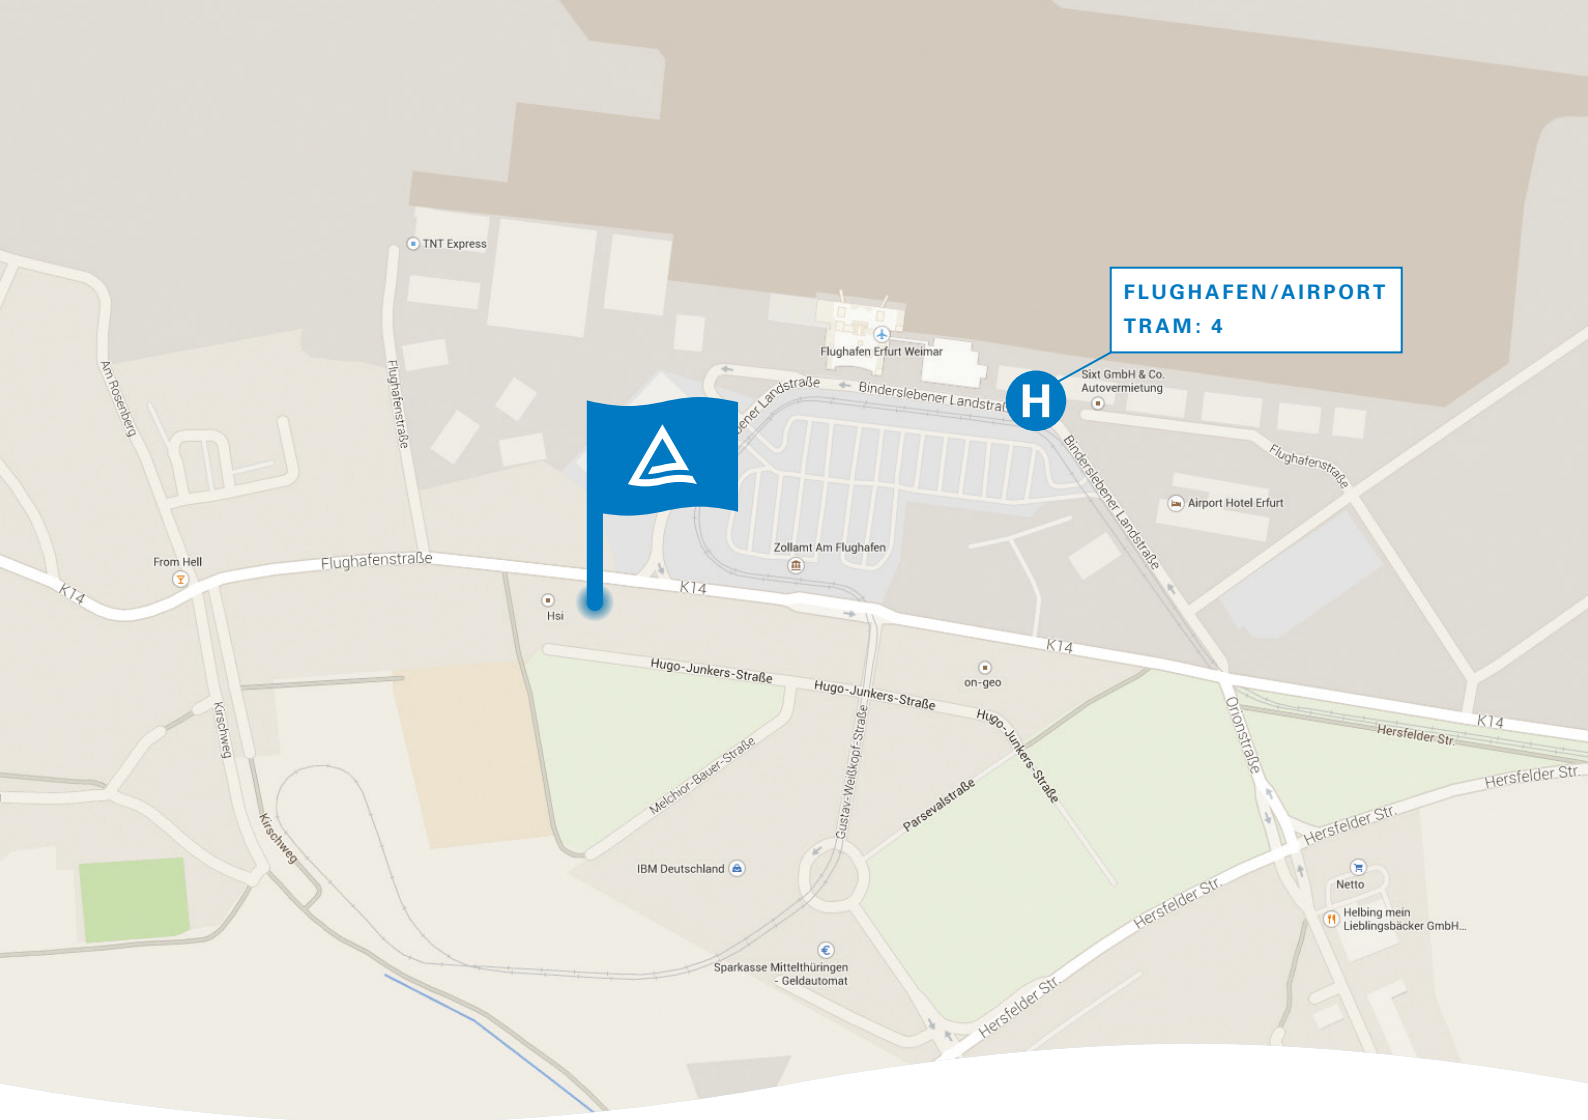 TNT Express
FLUGHAFEN/AIRPORT
TRAM: 4
Flughafen Erfurt Weimar
Sixt GmbH & Co.
Autovermietung
H
Am Rosenberg
Flughafenstraße
Binderslebener Landstraße
Binderslebener Landstraße
Flughafenstraße
Airport Hotel Erfurt
Zollamt Am Flughafen
From Hell
Flughafenstraße
K14
K14
Hsi
K14
Hugo-Junkers-Straße
Hugo-Junkers-Straße
on-geo
Hugo-Junkers-Straße
K14
Kirschweg
Orionstraße
Hersfelder Str.
Hersfelder Str.
Melchior-Bauer-Straße
Gustav-Weißkopf-Straße
Parsevalstraße
Hersfelder Str.
Kirschweg
IBM Deutschland
Netto
Hersfelder Str.
Helbing mein
Lieblingsbäcker GmbH...
Sparkasse Mittelthüringen
- Geldautomat
Hersfelder Str.